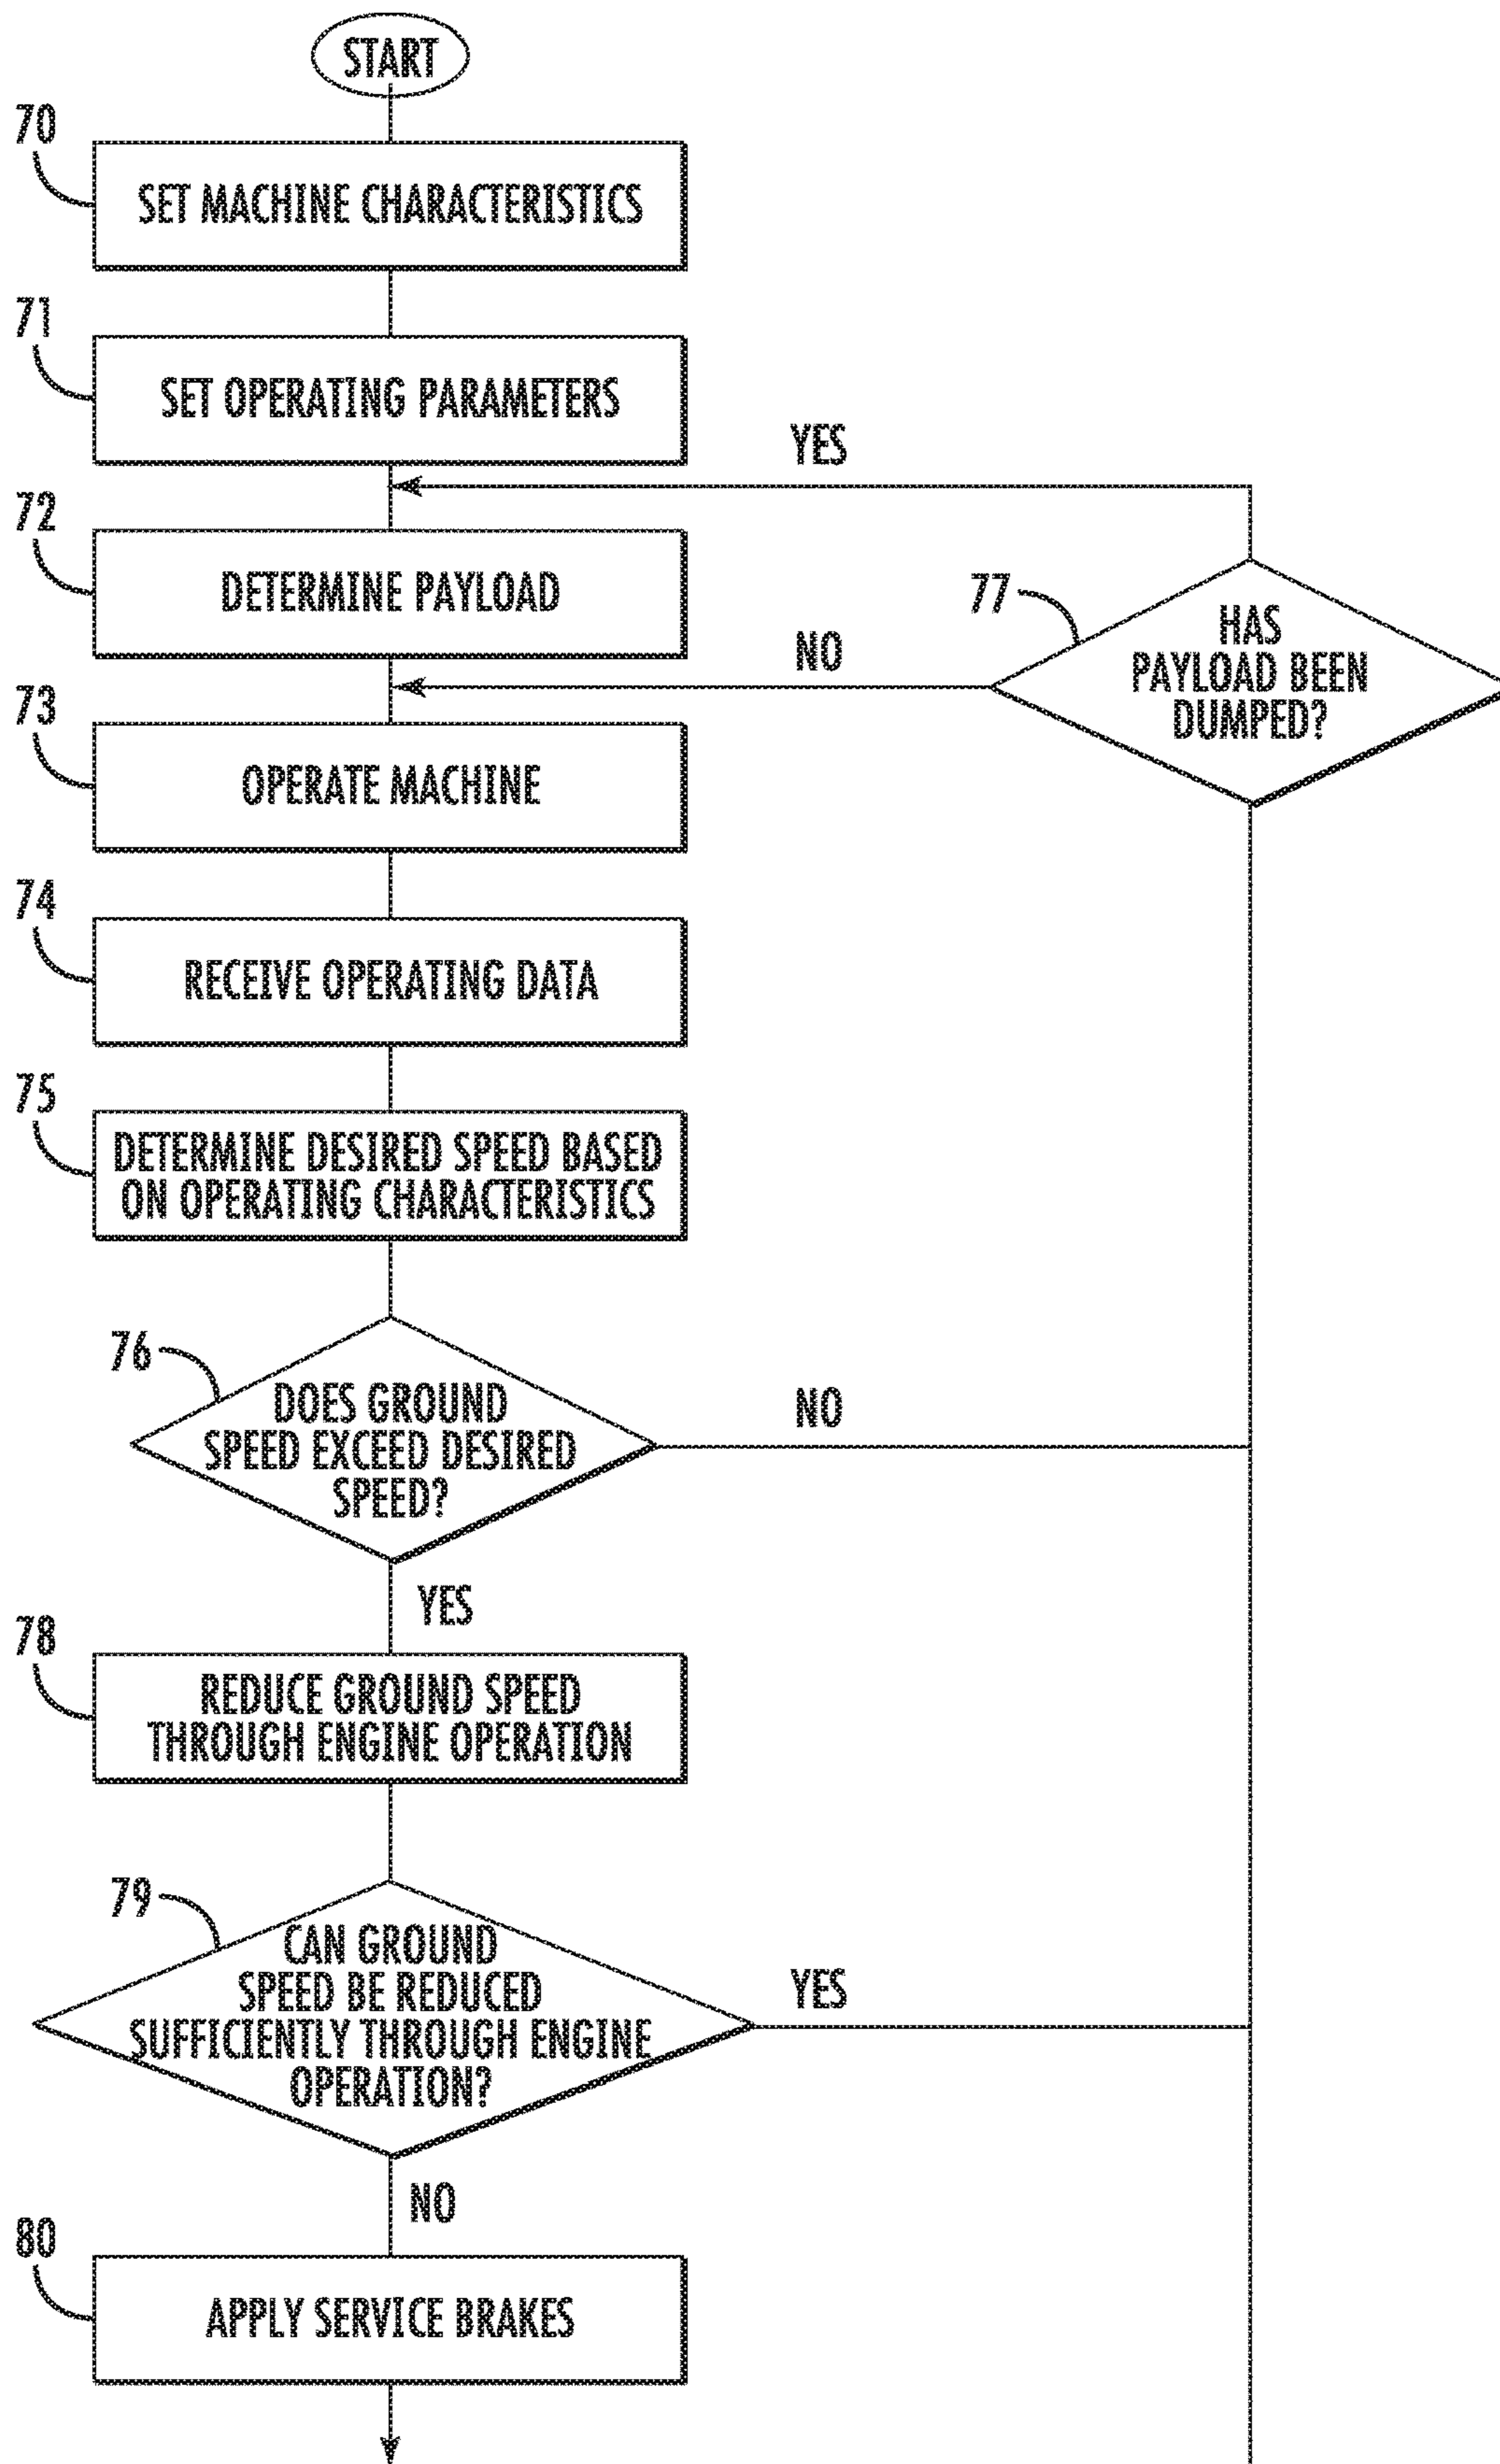 START
70
SET MACHINE CHARACTERISTICS
71
SET OPERATING PARAMETERS
YES
72
DETERMINE PAYLOAD
77
HAS
PAYLOAD BEEN
DUMPED?
NO
73
OPERATE MACHINE
74
RECEIVE OPERATING DATA
75
DETERMINE DESIRED SPEED BASED
ON OPERATING CHARACTERISTICS
76
DOES GROUND
SPEED EXCEED DESIRED
SPEED?
NO
YES
78
REDUCE GROUND SPEED
THROUGH ENGINE OPERATION
79
CAN GROUND
SPEED BE REDUCED
SUFFICIENTLY THROUGH ENGINE
OPERATION?
YES
NO
80
APPLY SERVICE BRAKES